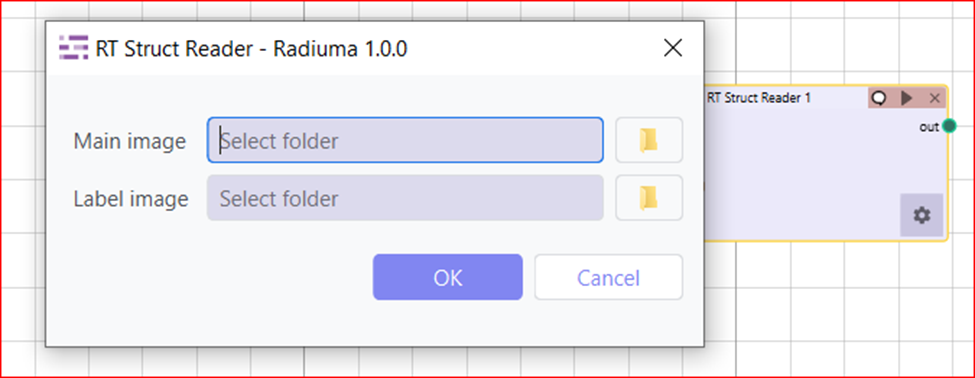 RT Struct Reader - Radiuma 1.0.0
Main image
Select folder
Label image
Select folder
OK
Cancel
RT Struct Reader 1
out